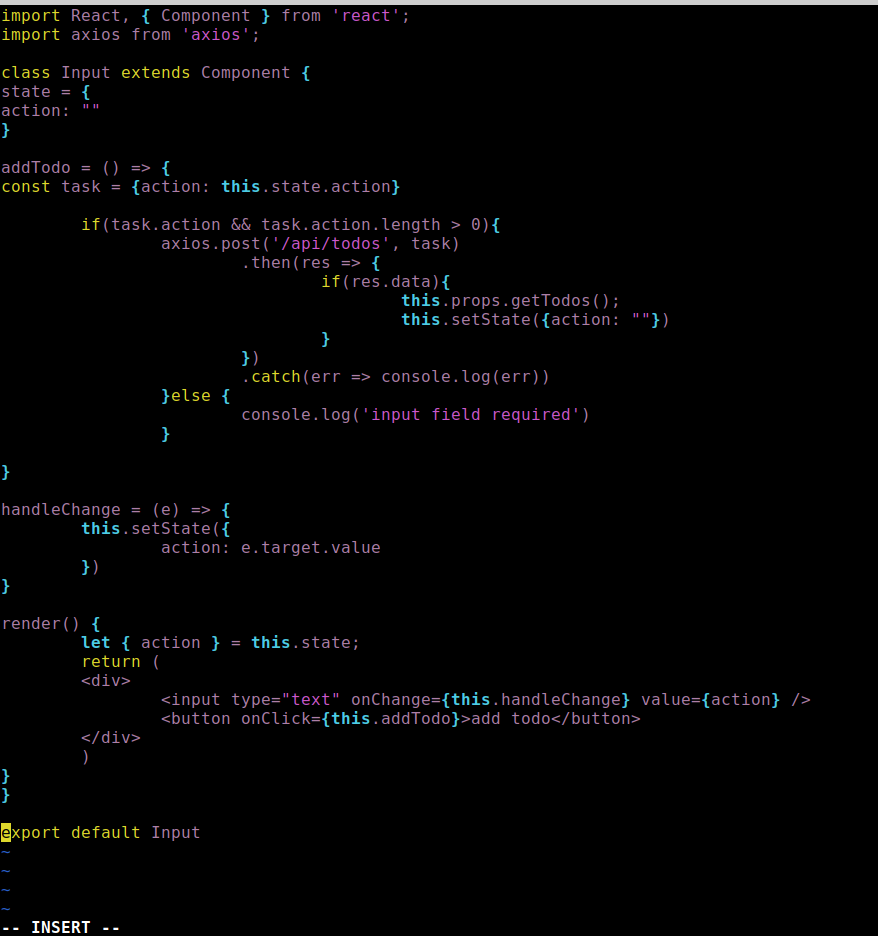 import React, { Component } from 'react';
import axios from 'axios';

class Input extends Component {
state = {
action: ""
}

addTodo = () => {
const task = {action: this.state.action}

        if(task.action && task.action.length > 0){
                axios.post('/api/todos', task)
                        .then(res => {
                                if(res.data){
                                        this.props.getTodos();
                                        this.setState({action: ""})
                                }
                        })
                        .catch(err => console.log(err))
                }else {
                        console.log('input field required')
                }

}

handleChange = (e) => {
        this.setState({
                action: e.target.value
        })
}

render() {
        let { action } = this.state;
        return (
        <div>
                <input type="text" onChange={this.handleChange} value={action} />
                <button onClick={this.addTodo}>add todo</button>
        </div>
        )
}
}

export default Input
~
~
~
~
-- INSERT --